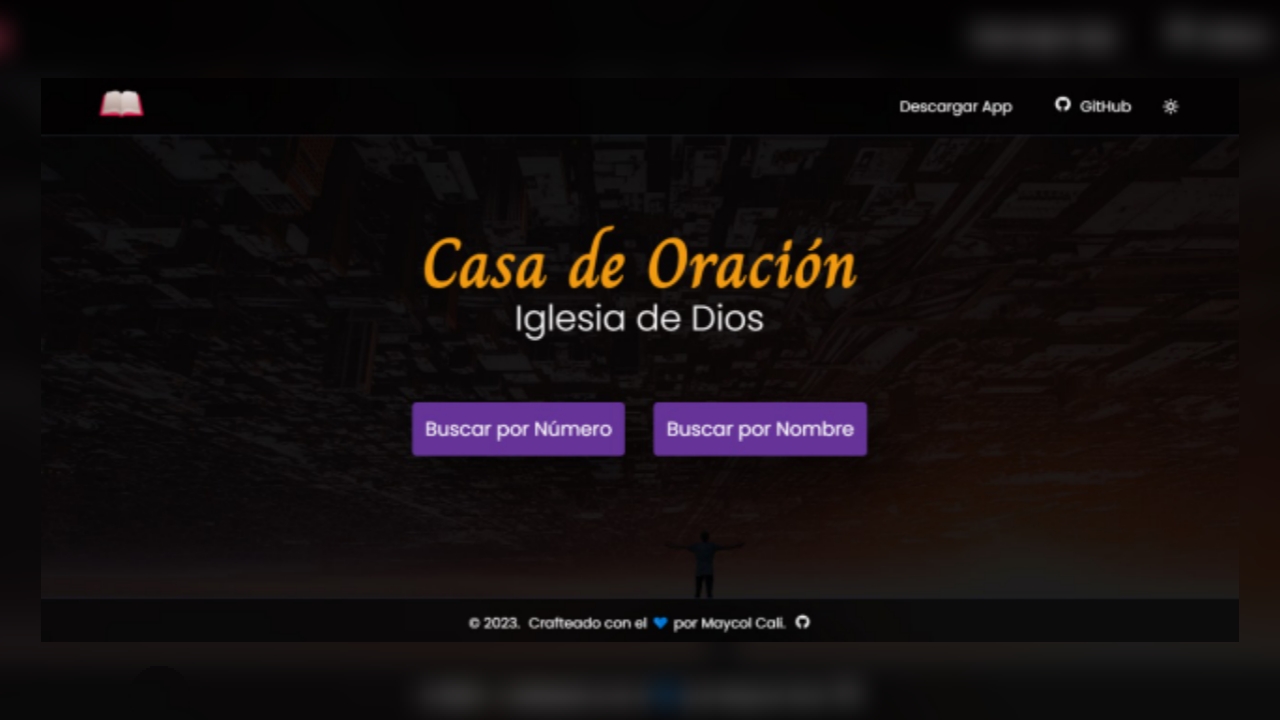 Descargar App GitHub
Casa de Oración
Iglesia de Dios
Buscar por Número Buscar por Nombre
© 2023. Crafteado con el 💙 por Maycol Cali.